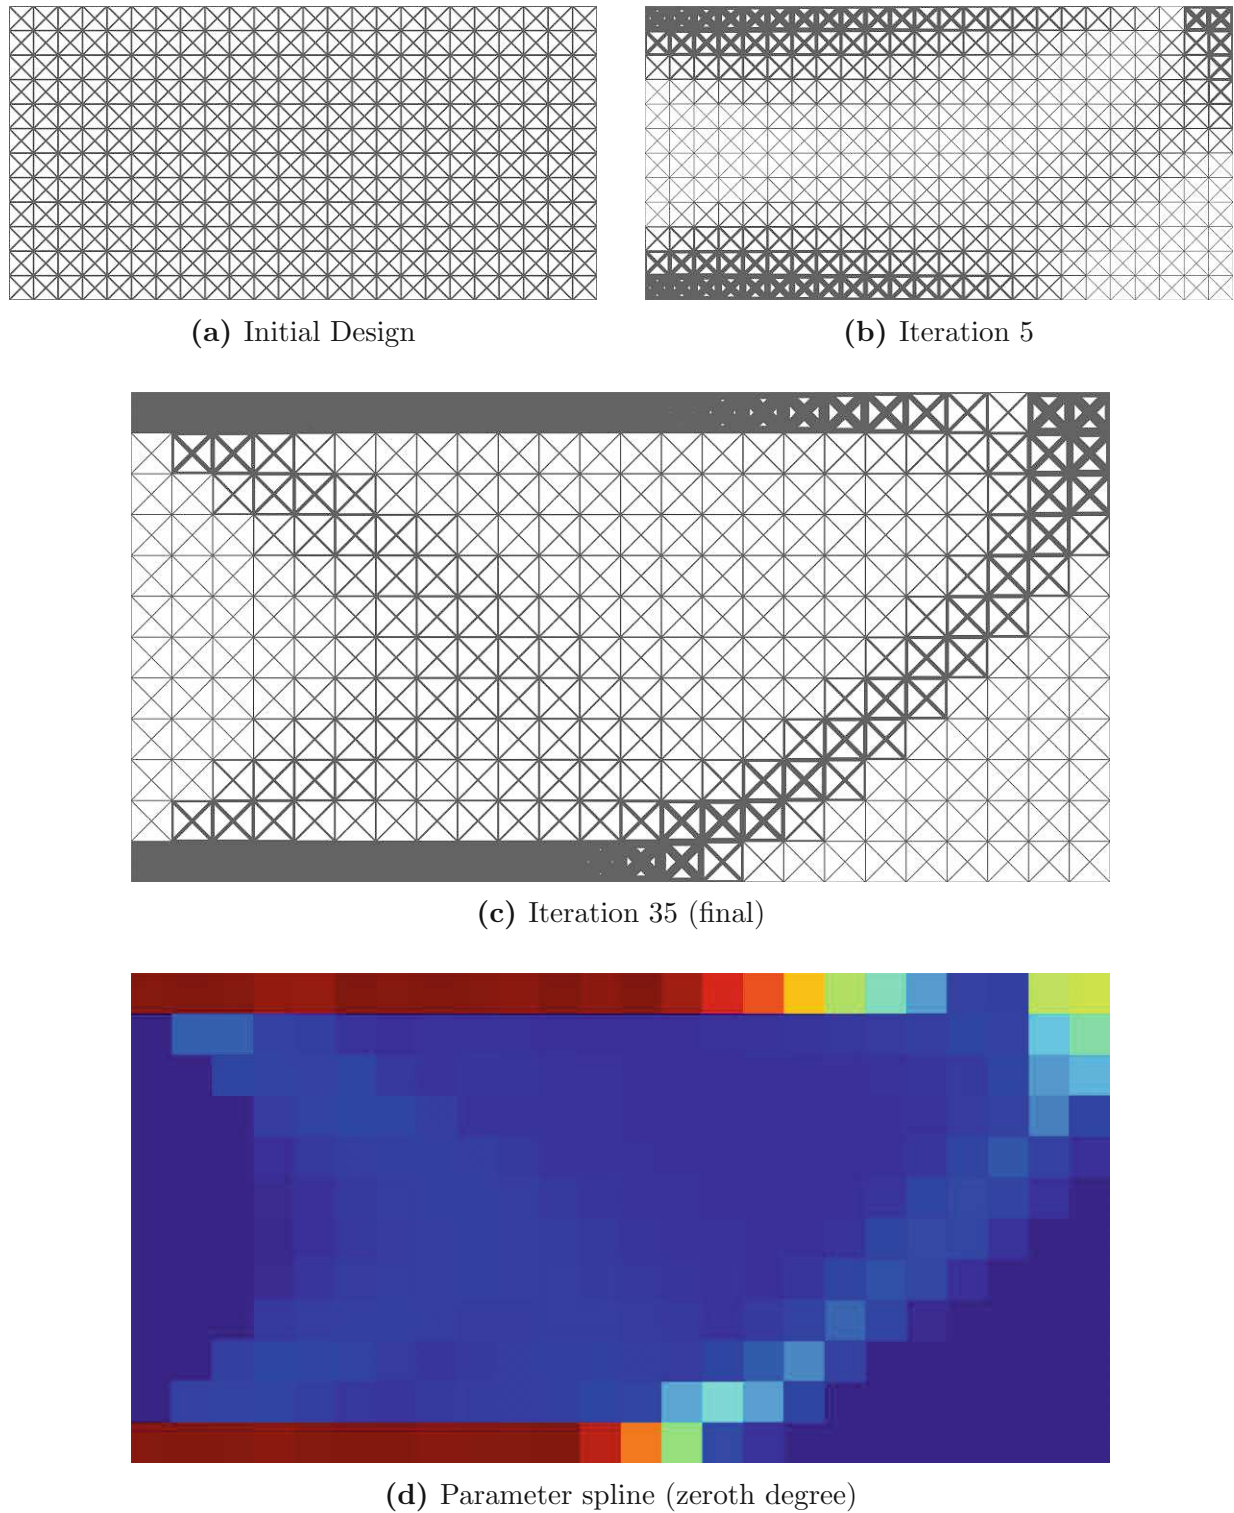 (a) Initial Design
(b) Iteration 5
(c) Iteration 35 (final)
(d) Parameter spline (zeroth degree)